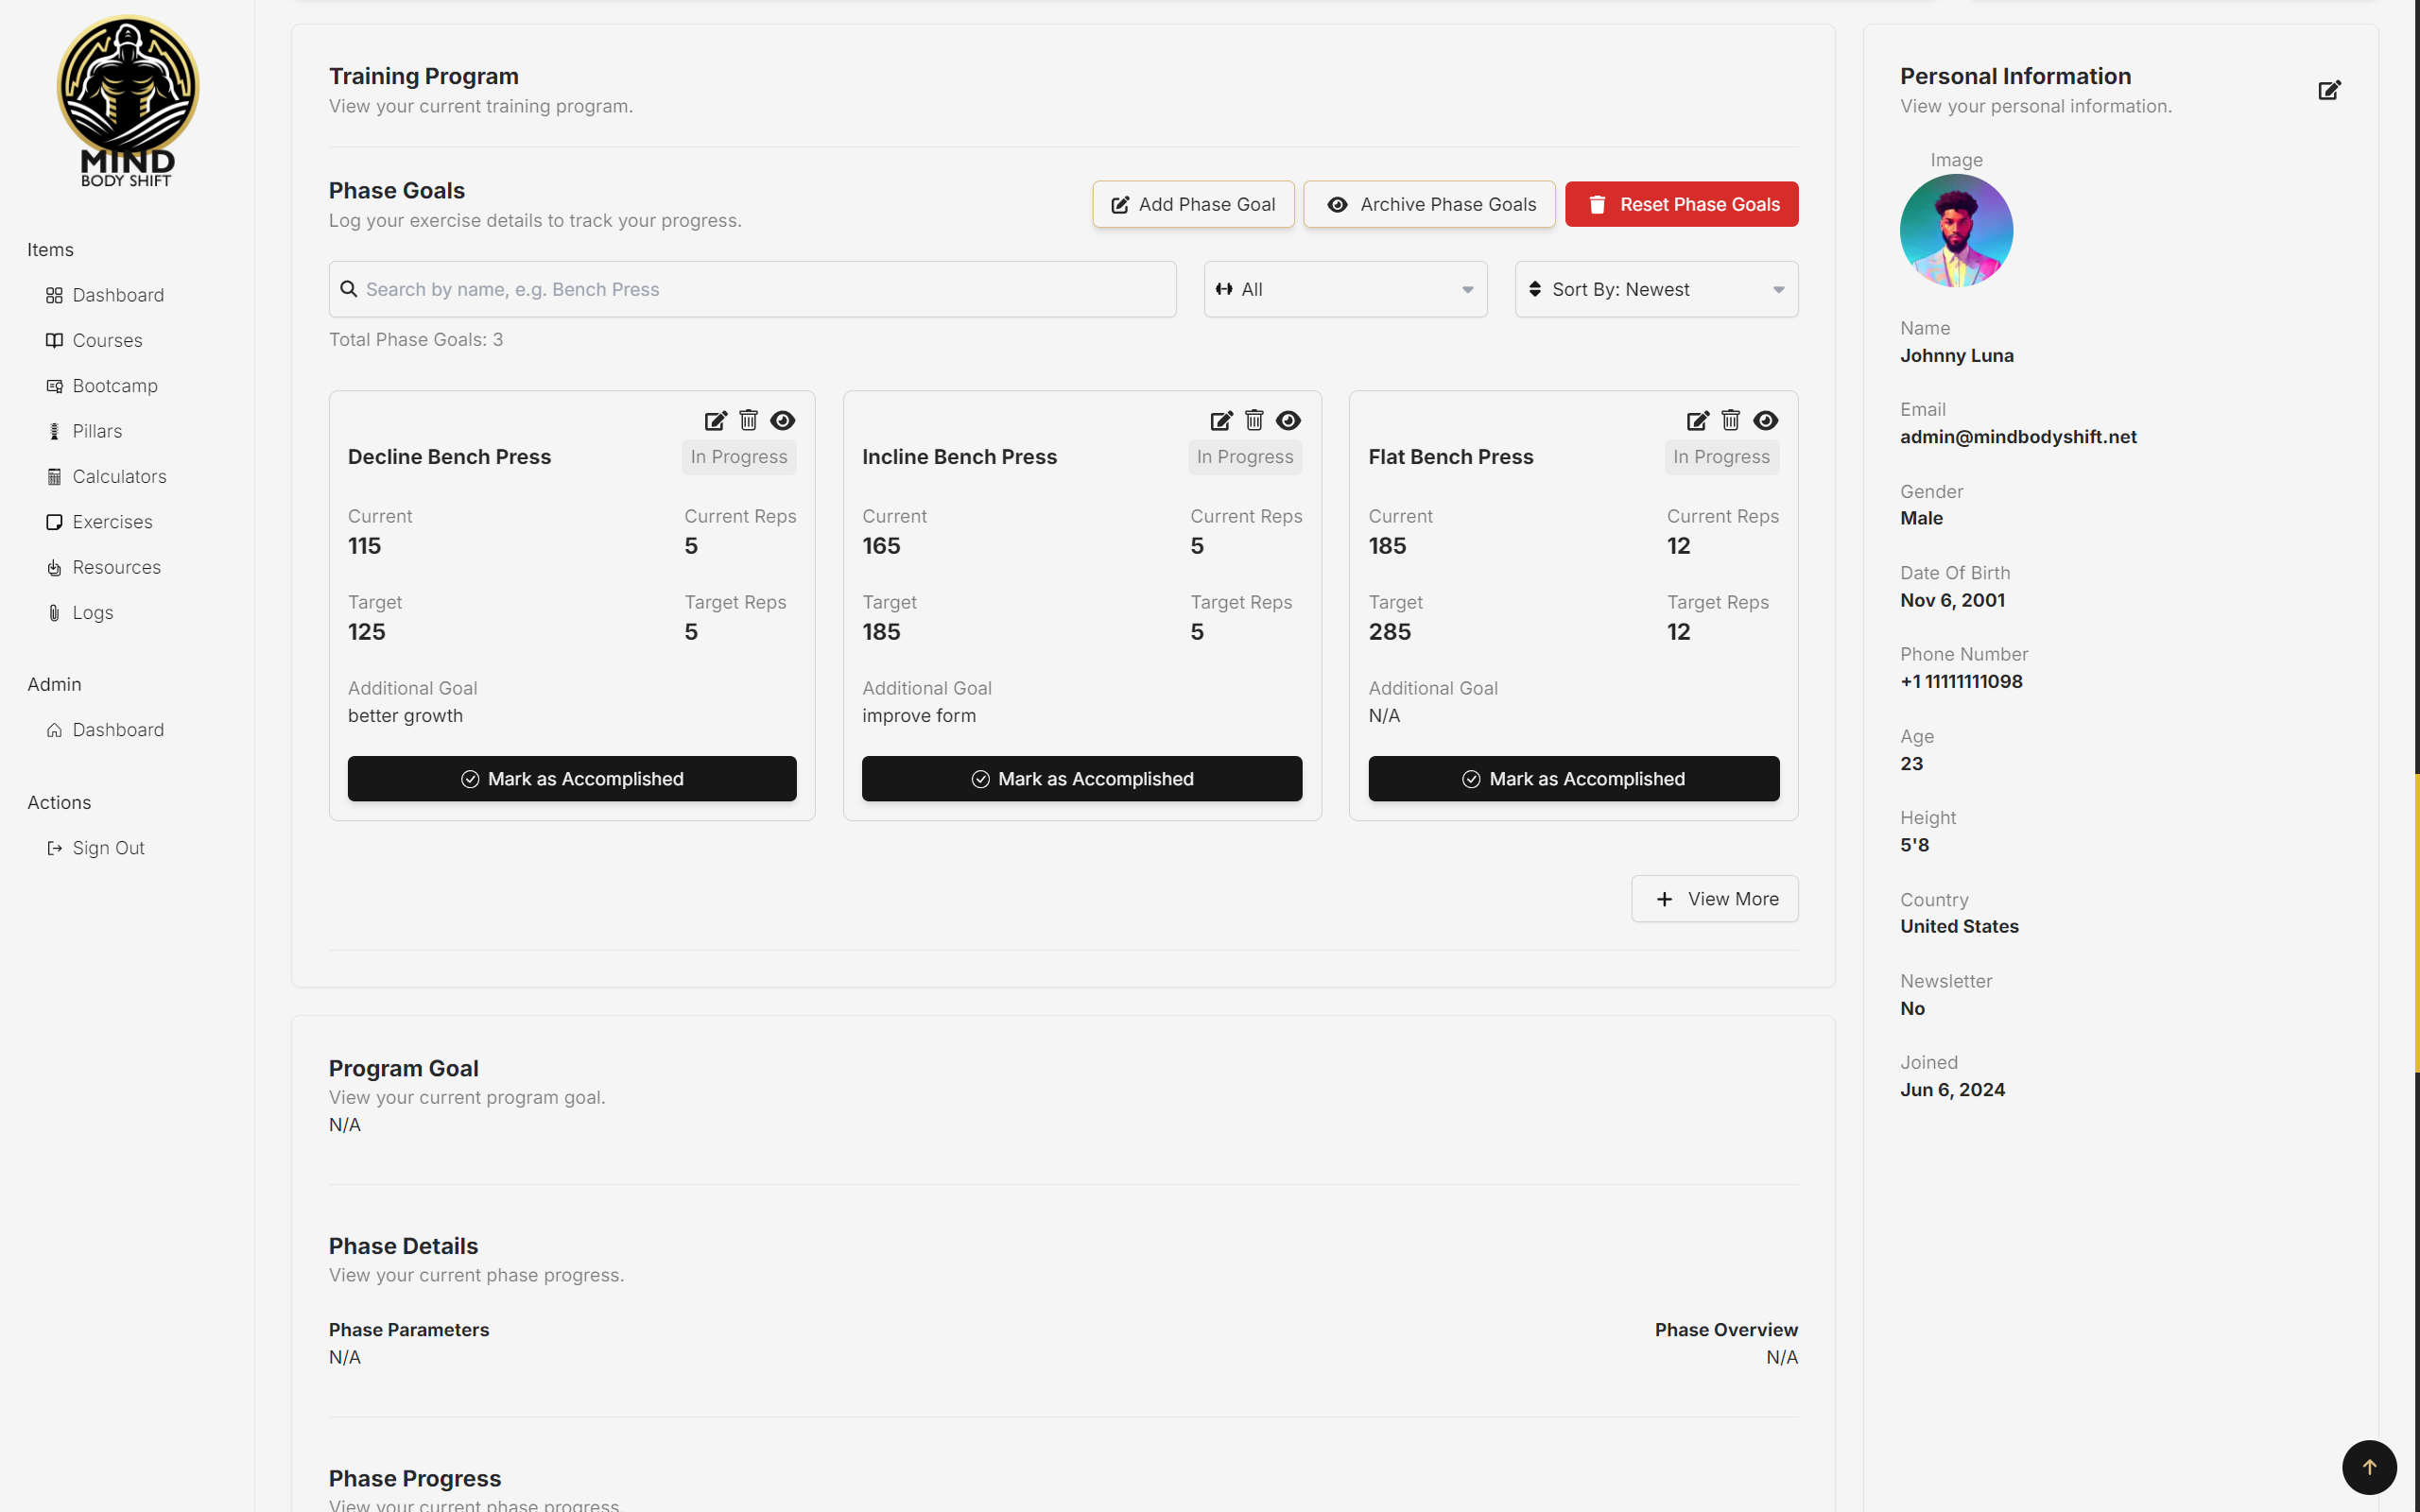 MIND
BODY SHIFT
Items
Dashboard
Courses
Bootcamp
Pillars
Calculators
Exercises
Resources
Logs
Admin
Dashboard
Actions
Sign Out
Training Program
View your current training program.
Phase Goals
Log your exercise details to track your progress.
Add Phase Goal
Archive Phase Goals
Reset Phase Goals
Search by name, e.g. Bench Press
All
Sort By: Newest
Total Phase Goals: 3
Decline Bench Press
In Progress
Current
Current Reps
115
5
Target
Target Reps
125
5
Additional Goal
better growth
Mark as Accomplished
Incline Bench Press
In Progress
Current
Current Reps
165
5
Target
Target Reps
185
5
Additional Goal
improve form
Mark as Accomplished
Flat Bench Press
In Progress
Current
Current Reps
185
12
Target
Target Reps
285
12
Additional Goal
N/A
Mark as Accomplished
View More
Program Goal
View your current program goal.
N/A
Phase Details
View your current phase progress.
Phase Parameters
N/A
Phase Overview
N/A
Phase Progress
View your current phase progress.
Personal Information
View your personal information.
Image
Name
Johnny Luna
Email
admin@mindbodyshift.net
Gender
Male
Date Of Birth
Nov 6, 2001
Phone Number
+1 11111111098
Age
23
Height
5'8
Country
United States
Newsletter
No
Joined
Jun 6, 2024